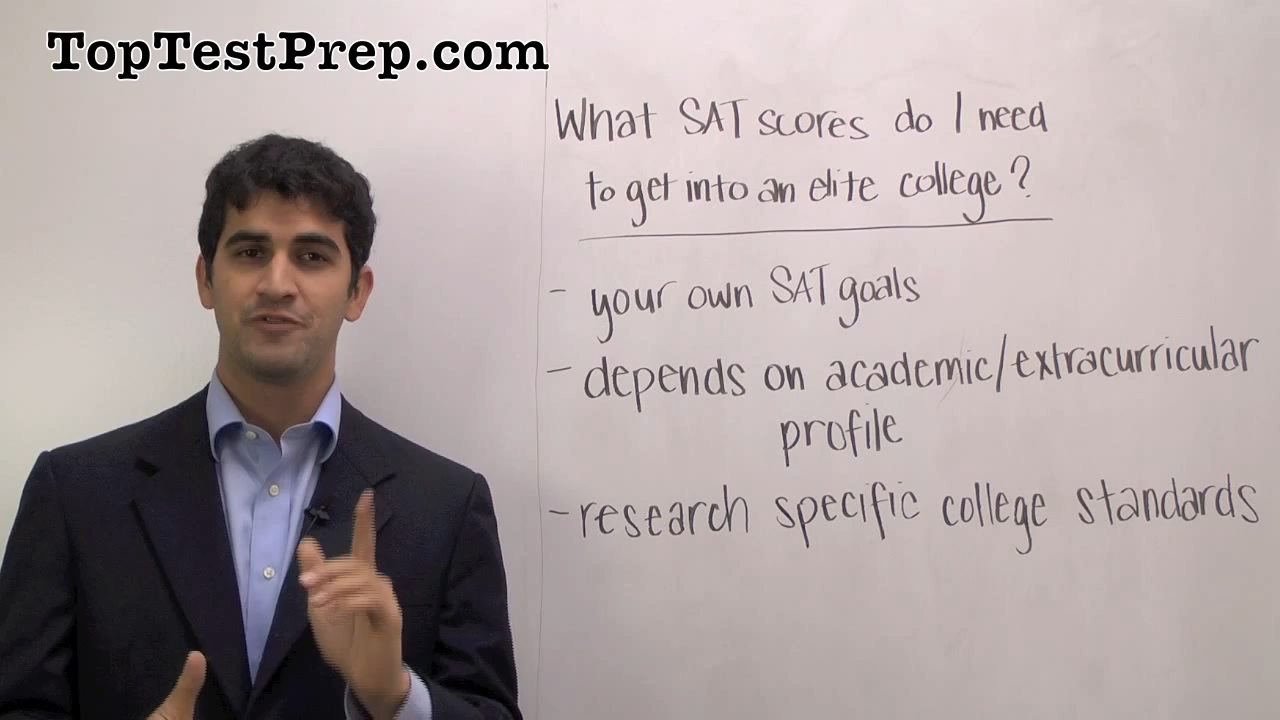 TopTestPrep.com
What SAT scores do I need
to get into an elite college?
- your own SAT goals
- depends on academic/extracurricular
profile
- research specific college standards